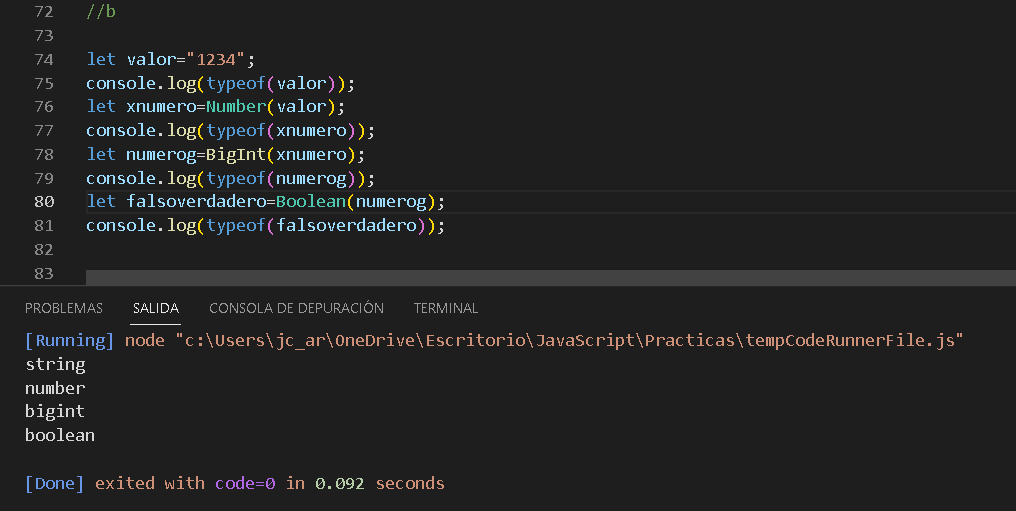 72 //b
73
74 let valor="1234";
75 console.log(typeof(valor));
76 let xnumero=Number(valor);
77 console.log(typeof(xnumero));
78 let numerog=BigInt(xnumero);
79 console.log(typeof(numerog));
80 let falsoverdadero=Boolean(numerog);
81 console.log(typeof(falsoverdadero));
82
83
PROBLEMAS SALIDA CONSOLA DE DEPURACIÓN TERMINAL
[Running] node "c:\Users\jc_ar\OneDrive\Escritorio\JavaScript\Practicas\tempCodeRunnerFile.js"
string
number
bigint
boolean
[Done] exited with code=0 in 0.092 seconds